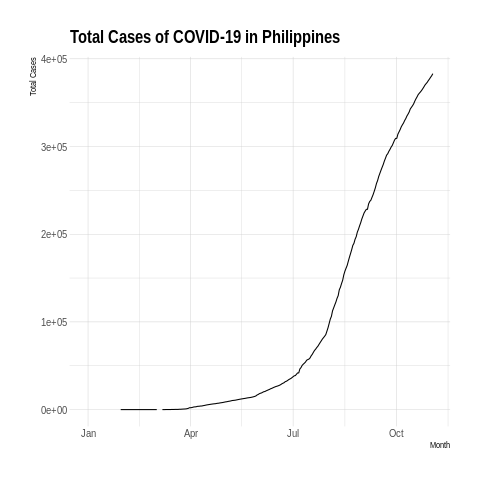 Total Cases of COVID-19 in Philippines
Total Cases
4e+05
3e+05
2e+05
1e+05
0e+00
Jan Apr Jul Oct
Month